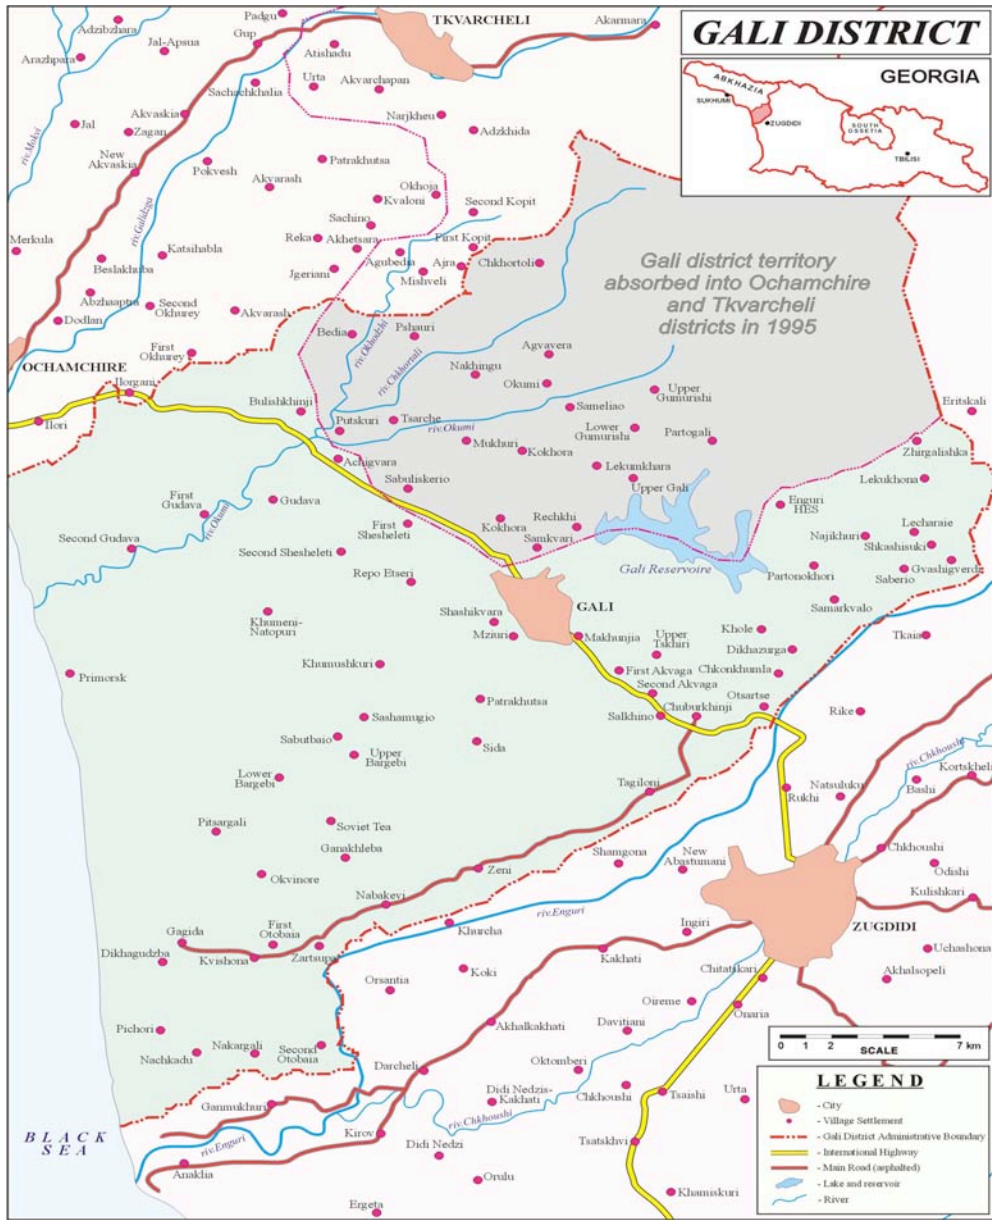 GALI DISTRICT
GEORGIA
ABKHAZIA
SUKHUMI
ZUGDIDI
SOUTH
OSSETIA
TBILISI
Padgu
TKVARCHELI
Akarmara
Adzibzhara
Jal-Apsua
Gup
Arazhpara
Atishadu
Urta
Akvarchapan
Sachachkhalia
Akvaskia
Narjkheu
Jal
Zagan
Adzkhida
riv.Mokvi
New
Akvaskia
Pokvesh
Patrakhutsa
Akvarash
Okhoja
Kvaloni
Second Kopit
riv.Galidzga
Sachino
Merkula
Katsihabla
Reka
Akhetsara
First Kopit
Beslakhuba
Agubedia
Ajra
Chkhortoli
Jgeriani
Mishveli
Gali district territory
absorbed into Ochamchire
and Tkvarcheli
districts in 1995
Abzhaaptra
Second
Okhurey
Akvarash
Dodlan
Bedia
Pshauri
riv.Okhodzhi
riv.Chkhortali
First
Okhurey
Agvavera
OCHAMCHIRE
Nakhingu
Okumi
Ilorgani
Upper
Gumurishi
Bulishkhinji
Sameliao
Eritskali
Ilori
Putskuri
Tsarche
riv.Okumi
Lower
Gumurishi
Partogali
Mukhuri
Kokhora
Zhirgalishka
Achigvara
Lekumkhara
Lekukhona
Sabuliskerio
Upper Gali
First
Gudava
Gudava
Enguri
HES
riv.Okumi
First
Shesheleti
Kokhora
Rechkhi
Lecharaie
Second Gudava
Second Shesheleti
Samkvari
Najikhuri
Shkashisuki
Gvashigverdi
Repo Etseri
Gali Reservoire
Partonokhori
Saberio
Khumeni-
Natopuri
Shashikvara
GALI
Samarkvalo
Mziuri
Makhunjia
Upper
Tskhiri
Khole
Tkaia
Dikhazurga
Khumushkuri
First Akvaga
Chkonkhumla
Primorsk
Second Akvaga
Patrakhutsa
Otsartse
Sashamugio
Salkhino
Chuburkhinji
Rike
Sabutbaio
Sida
Upper
Bargebi
riv.Chkhoushi
Lower
Bargebi
Kortskheli
Tagiloni
Rukhi
Natsuluku
Bashi
Pitsargali
Soviet Tea
Ganakhleba
Shamgona
New
Abastumani
Chkhoushi
Zeni
Odishi
Okvinore
Nabakevi
Kulishkari
riv.Enguri
Gagida
First
Otobaia
Khurcha
Ingiri
ZUGDIDI
Dikhagudzba
Kvishona
Zartsupa
Kakhati
Uchashona
Koki
Chitatskari
Akhalsopeli
Orsantia
Oireme
Onaria
Pichori
Akhalkakhati
Davitiani
Nachkadu
Nakargali
Second
Otobaia
Oktomberi
Darcheli
Ganmukhuri
Didi Nedzis-
Kakhati
Chkhoushi
Tsaishi
Urta
riv.Chkhoushi
BLACK
SEA
riv.Enguri
Kirov
Didi Nedzi
Tsatskhvi
Anaklia
Orulu
Khamiskuri
Ergeta
0 1 2 7 km
SCALE
LEGEND
- City
- Village Settlement
- Gali District Administrative Boundary
- International Highway
- Main Road (asphalted)
- Lake and reservoir
- River